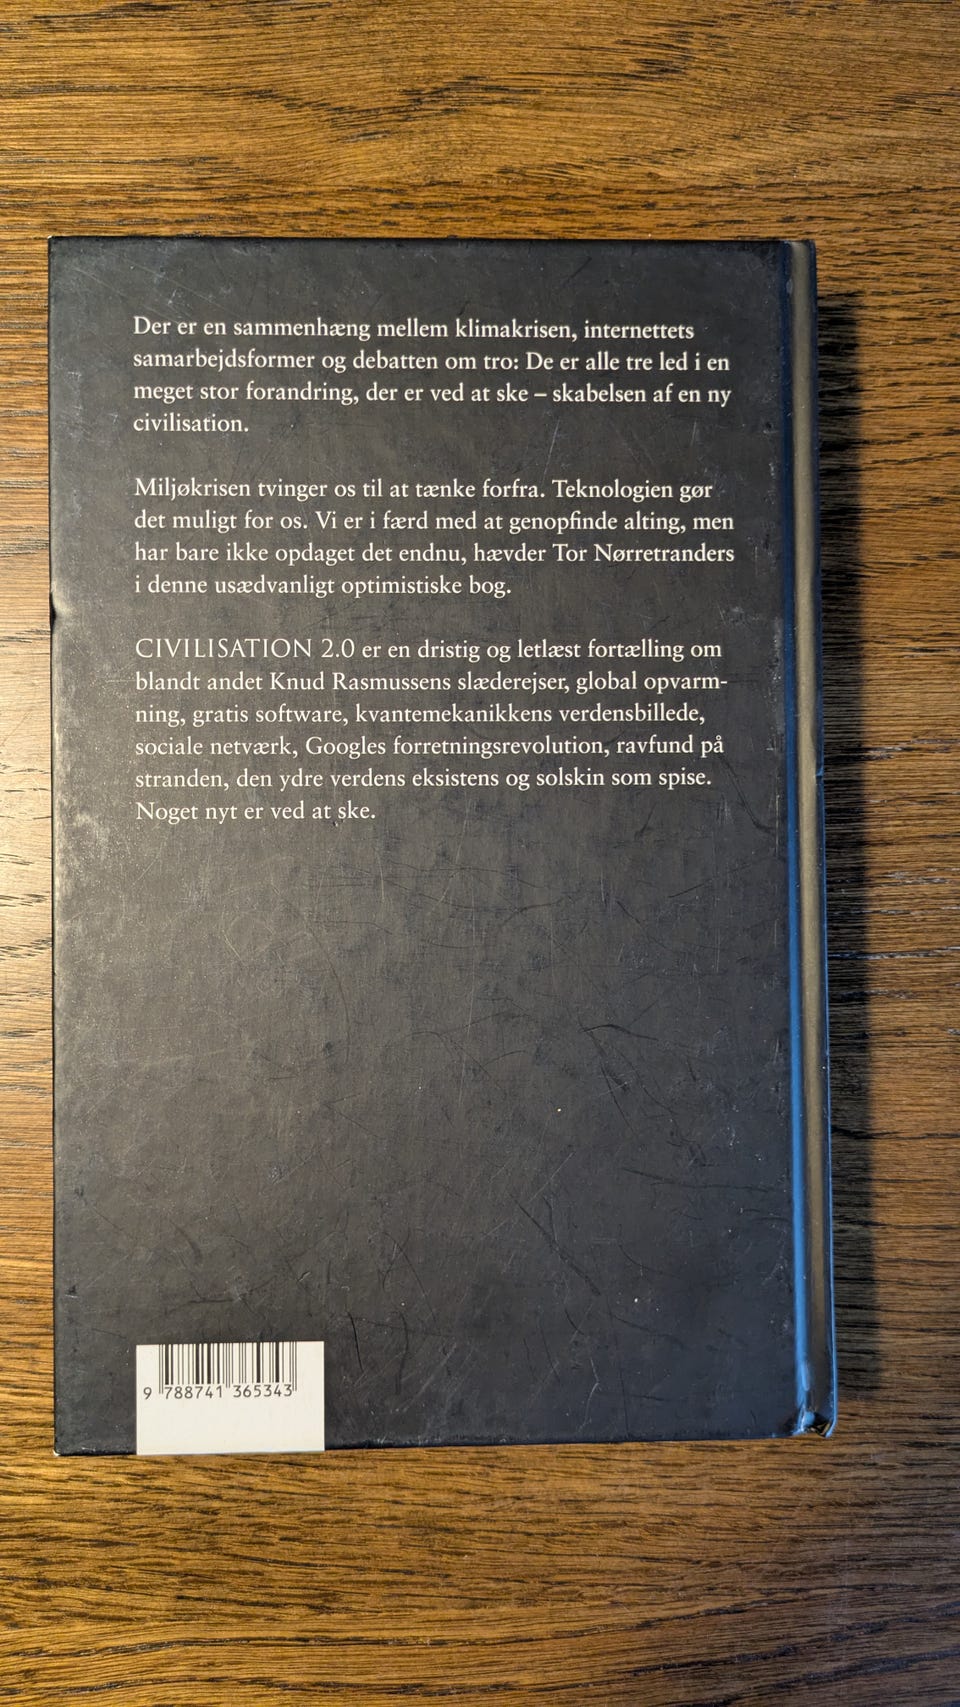 Der er en sammenhæng mellem klimakrisen, internettets
samarbejdsformer og debatten om tro: De er alle tre led i en
meget stor forandring, der er ved at ske – skabelsen af en ny
civilisation.
Miljøkrisen tvinger os til at tænke forfra. Teknologien gør
det muligt for os. Vi er i færd med at genopfinde alting, men
har bare ikke opdaget det endnu, hævder Tor Nørretranders
i denne usædvanligt optimistiske bog.
CIVILISATION 2.0 er en dristig og letlæst fortælling om
blandt andet Knud Rasmussens slæderejser, global opvarm-
ning, gratis software, kvantemekanikkens verdensbillede,
sociale netværk, Googles forretningsrevolution, ravfund på
stranden, den ydre verdens eksistens og solskin som spise.
Noget nyt er ved at ske.
9 788741 365343